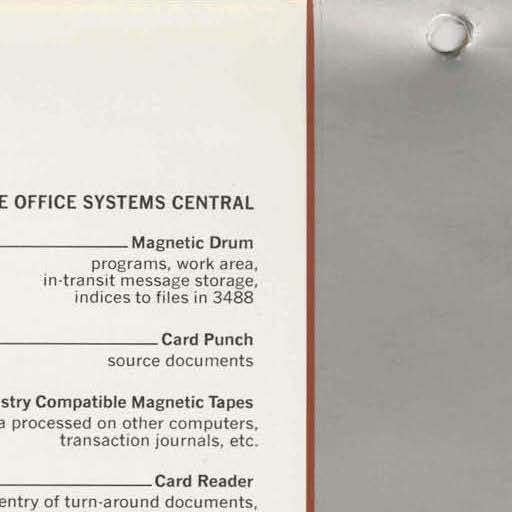 E OFFICE SYSTEMS CENTRAL
Magnetic Drum
programs, work area,
in-transit message storage,
indices to files in 3488
Card Punch
source documents
stry Compatible Magnetic Tapes
a processed on other computers,
transaction journals, etc.
Card Reader
entry of turn-around documents,